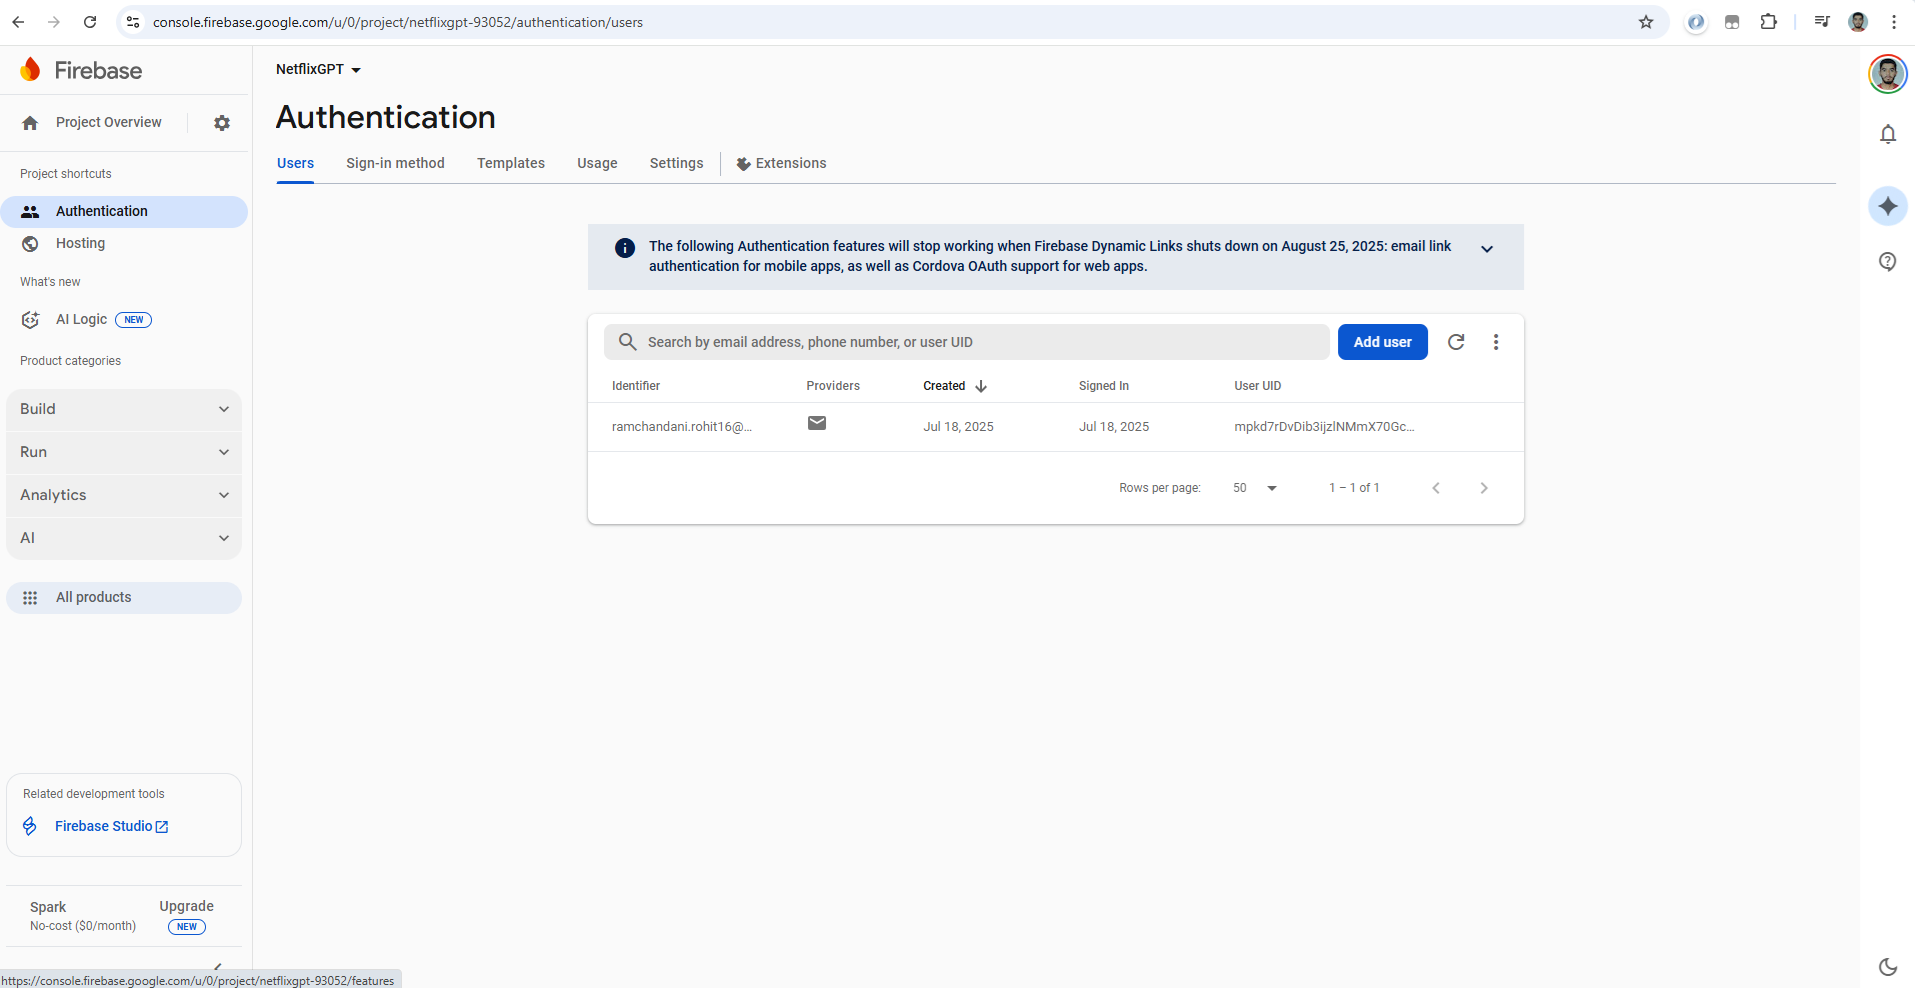 console.firebase.google.com/u/0/project/netflixgpt-93052/authentication/users
Firebase
NetflixGPT
Project Overview
Authentication
Users
Sign-in method
Templates
Usage
Settings
Extensions
Project shortcuts
Authentication
Hosting
What's new
AI Logic NEW
Product categories
Build
Run
Analytics
AI
All products
The following Authentication features will stop working when Firebase Dynamic Links shuts down on August 25, 2025: email link
authentication for mobile apps, as well as Cordova OAuth support for web apps.
Search by email address, phone number, or user UID
Add user
Identifier Providers Created Signed In User UID
ramchandani.rohit16@... Jul 18, 2025 Jul 18, 2025 mpkd7rDvDib3ijzlNMmX70Gc...
Rows per page: 50 1 – 1 of 1
Related development tools
Firebase Studio
Spark
No-cost ($0/month)
Upgrade
NEW
https://console.firebase.google.com/u/0/project/netflixgpt-93052/features